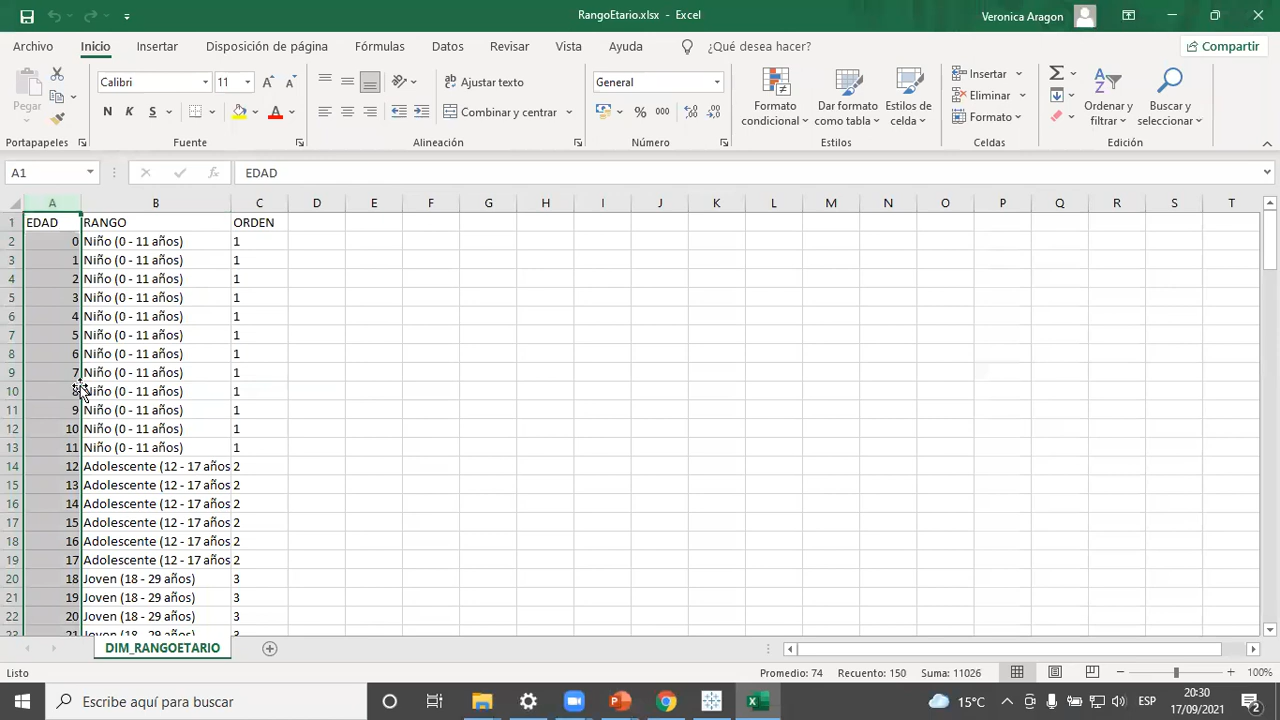 RangoEtario.xlsx - Excel
Veronica Aragon
Archivo Inicio Insertar Disposición de página Fórmulas Datos Revisar Vista Ayuda ¿Qué desea hacer? Compartir
Pegar
Calibri 11
N K S
Ajustar texto
Combinar y centrar
General
% 000
Formato condicional
Dar formato como tabla
Estilos de celda
Insertar
Eliminar
Formato
Ordenar y filtrar
Buscar y seleccionar
Portapapeles Fuente Alineación Número Estilos Celdas Edición
A1 fx EDAD
A B C D E F G H I J K L M N O P Q R S T
1 EDAD RANGO ORDEN
2 0 Niño (0 - 11 años) 1
3 1 Niño (0 - 11 años) 1
4 2 Niño (0 - 11 años) 1
5 3 Niño (0 - 11 años) 1
6 4 Niño (0 - 11 años) 1
7 5 Niño (0 - 11 años) 1
8 6 Niño (0 - 11 años) 1
9 7 Niño (0 - 11 años) 1
10 8 Niño (0 - 11 años) 1
11 9 Niño (0 - 11 años) 1
12 10 Niño (0 - 11 años) 1
13 11 Niño (0 - 11 años) 1
14 12 Adolescente (12 - 17 años 2
15 13 Adolescente (12 - 17 años 2
16 14 Adolescente (12 - 17 años 2
17 15 Adolescente (12 - 17 años 2
18 16 Adolescente (12 - 17 años 2
19 17 Adolescente (12 - 17 años 2
20 18 Joven (18 - 29 años) 3
21 19 Joven (18 - 29 años) 3
22 20 Joven (18 - 29 años) 3
23 21 Joven (18 - 29 años) 3
DIM_RANGOETARIO
Listo Promedio: 74 Recuento: 150 Suma: 11026 100%
Escribe aquí para buscar 15°C ESP 20:30 17/09/2021 2